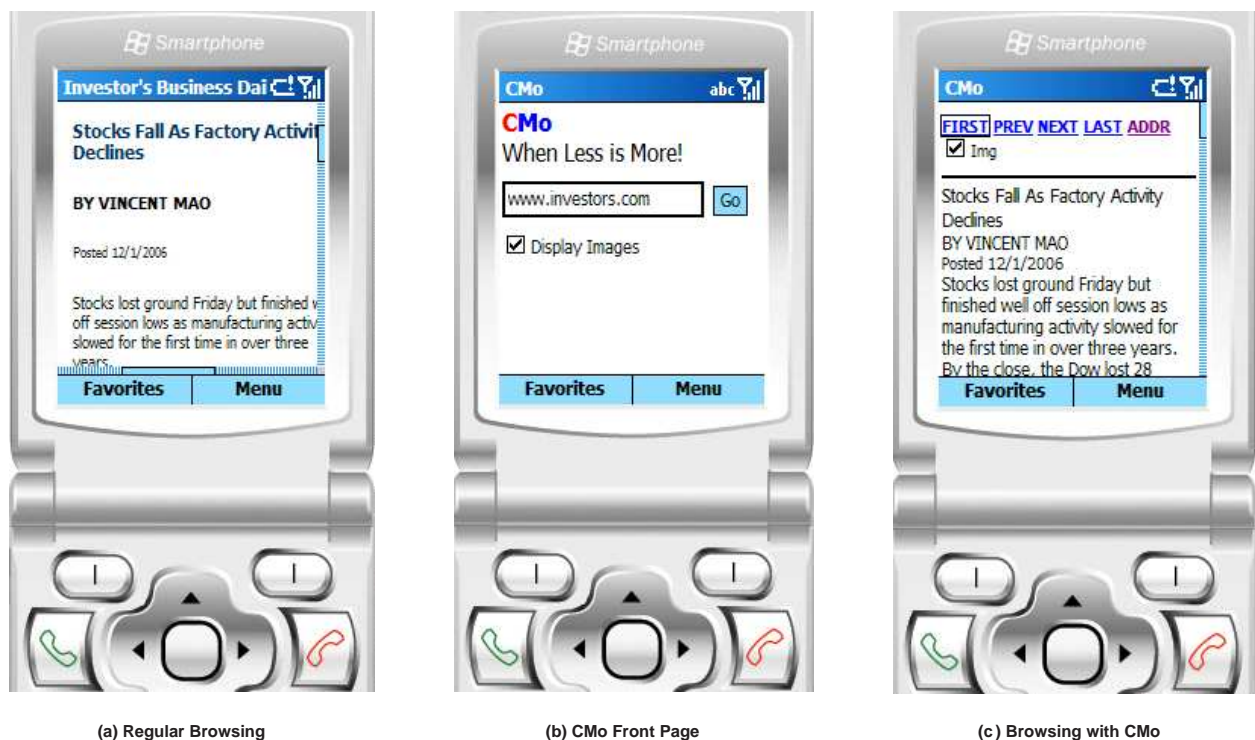 Smartphone
Investor's Business Dai
Stocks Fall As Factory Activit
Declines
BY VINCENT MAO
Posted 12/1/2006
Stocks lost ground Friday but finished w
off session lows as manufacturing activ
slowed for the first time in over three
years.
Favorites Menu
(a) Regular Browsing
Smartphone
CMo abc
CMo
When Less is More!
www.investors.com Go
Display Images
Favorites Menu
(b) CMo Front Page
Smartphone
CMo
FIRST PREV NEXT LAST ADDR
Img
Stocks Fall As Factory Activity
Declines
BY VINCENT MAO
Posted 12/1/2006
Stocks lost ground Friday but
finished well off session lows as
manufacturing activity slowed for
the first time in over three years.
By the close, the Dow lost 28
Favorites Menu
(c) Browsing with CMo